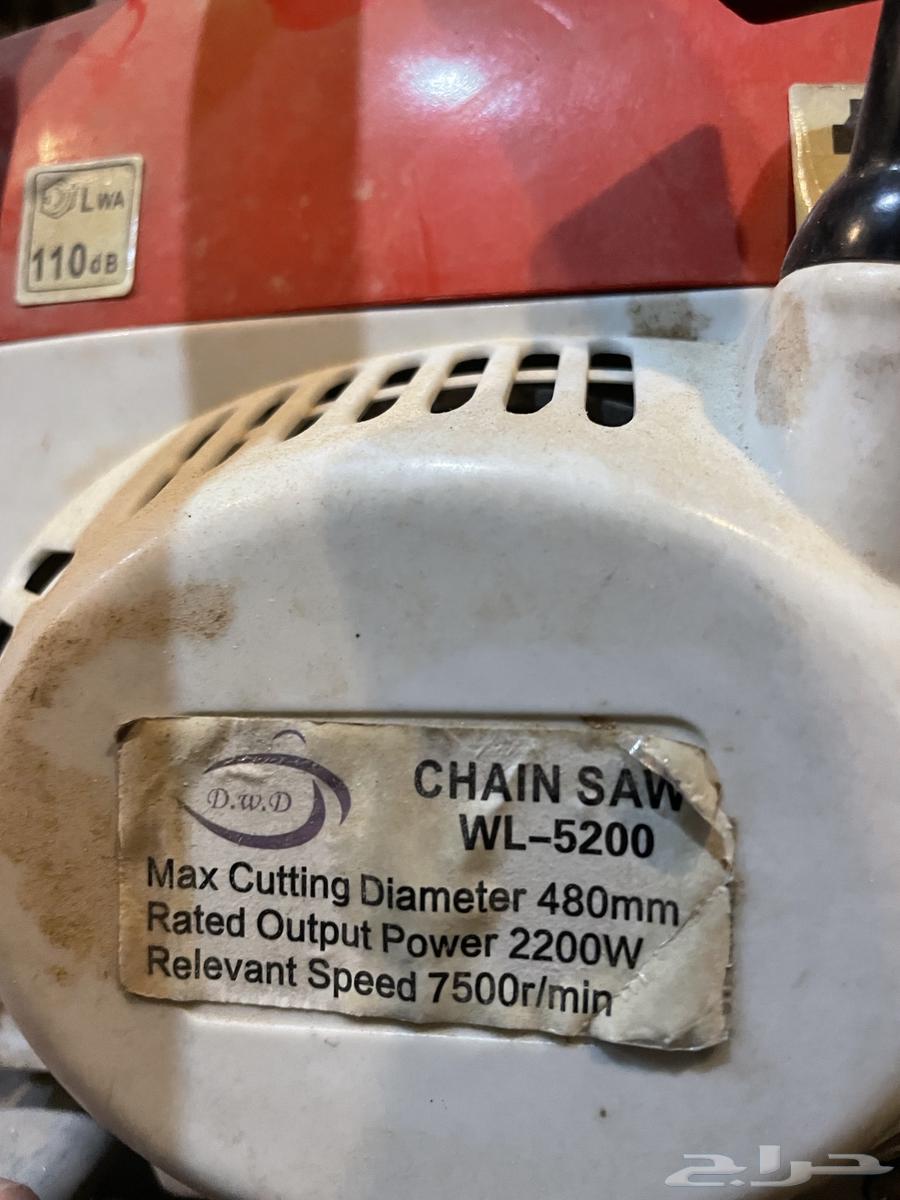 LWA
110dB
D.W.D
CHAIN SAW
WL-5200
Max Cutting Diameter 480mm
Rated Output Power 2200W
Relevant Speed 7500r/min
حراج